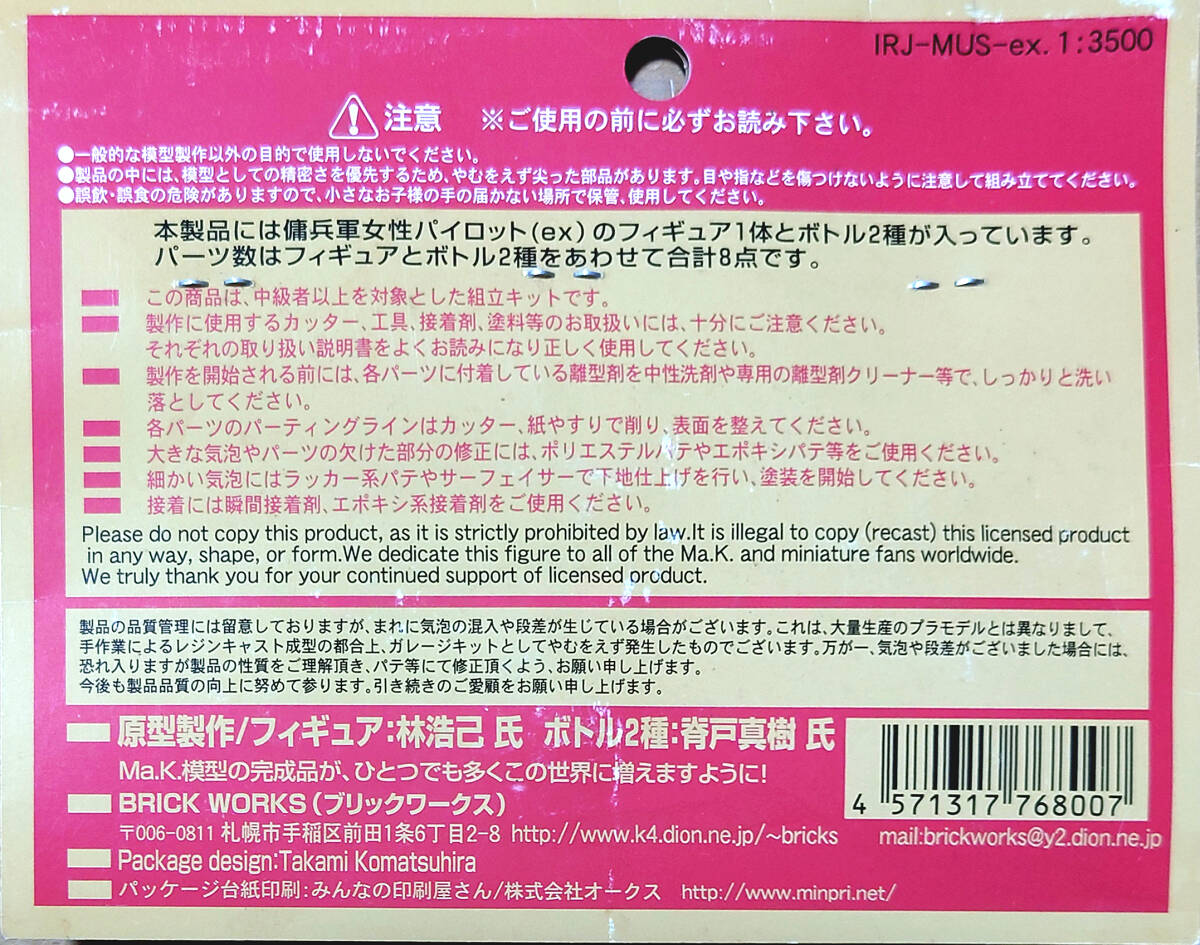 IRJ-MUS-ex. 1:3500
注意 ※ご使用の前に必ずお読み下さい。
●一般的な模型製作以外の目的で使用しないでください。
●製品の中には、模型としての精密さを優先するため、やむをえず尖った部品があります。目や指などを傷つけないように注意して組み立ててください。
●誤飲・誤食の危険がありますので、小さなお子様の手の届かない場所で保管、使用してください。
本製品には傭兵軍女性パイロット(ex)のフィギュア1体とボトル2種が入っています。
パーツ数はフィギュアとボトル2種をあわせて合計8点です。
この商品は、中級者以上を対象とした組立キットです。
製作に使用するカッター、工具、接着剤、塗料等のお取扱いには、十分にご注意ください。
それぞれの取り扱い説明書をよくお読みになり正しく使用してください。
製作を開始される前には、各パーツに付着している離型剤を中性洗剤や専用の離型剤クリーナー等で、しっかりと洗い
落としてください。
各パーツのパーティングラインはカッター、紙やすりで削り、表面を整えてください。
大きな気泡やパーツの欠けた部分の修正には、ポリエステルパテやエポキシパテ等をご使用ください。
細かい気泡にはラッカー系パテやサーフェイサーで下地仕上げを行い、塗装を開始してください。
接着には瞬間接着剤、エポキシ系接着剤をご使用ください。
Please do not copy this product, as it is strictly prohibited by law.It is illegal to copy (recast) this licensed product
in any way, shape, or form.We dedicate this figure to all of the Ma.K. and miniature fans worldwide.
We truly thank you for your continued support of licensed product.
製品の品質管理には留意しておりますが、まれに気泡の混入や段差が生じている場合がございます。これは、大量生産のプラモデルとは異なりまして、
手作業によるレジンキャスト成型の都合上、ガレージキットとしてやむをえず発生したものでございます。万が一、気泡や段差がございました場合には、
恐れ入りますが製品の性質をご理解頂き、パテ等にて修正頂くよう、お願い申し上げます。
今後も製品品質の向上に努めて参ります。引き続きのご愛顧をお願い申し上げます。
原型製作/フィギュア:林浩己 氏 ボトル2種:脊戸真樹 氏
Ma.K.模型の完成品が、ひとつでも多くこの世界に増えますように!
BRICK WORKS(ブリックワークス)
〒006-0811 札幌市手稲区前田1条6丁目2-8 http://www.k4.dion.ne.jp/~bricks
4 571317 768007
mail:brickworks@y2.dion.ne.jp
Package design:Takami Komatsuhira
パッケージ台紙印刷:みんなの印刷屋さん/株式会社オークス http://www.minpri.net/